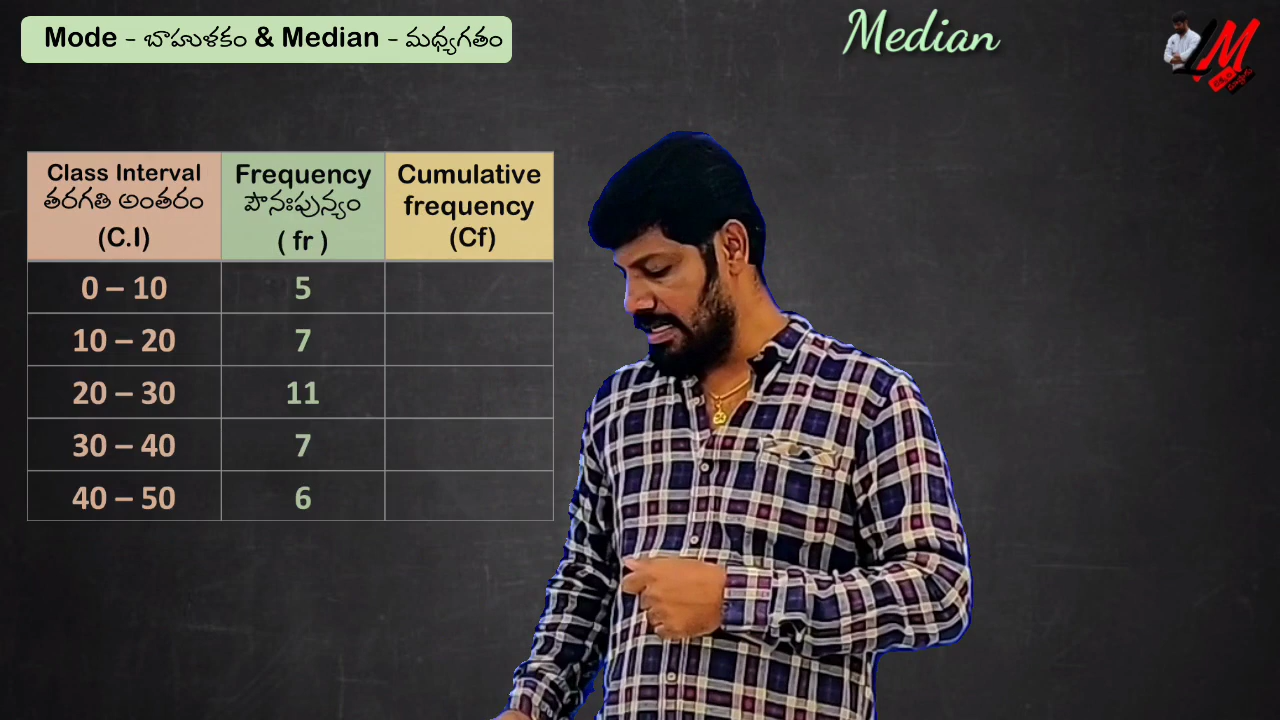 Mode - బాహుళకం & Median - మధ్యగతం
Median
LM
Class Interval
తరగతి అంతరం
(C.I)
Frequency
పౌనఃపున్యం
( fr )
Cumulative
frequency
(Cf)
0 – 10 5
10 – 20 7
20 – 30 11
30 – 40 7
40 – 50 6